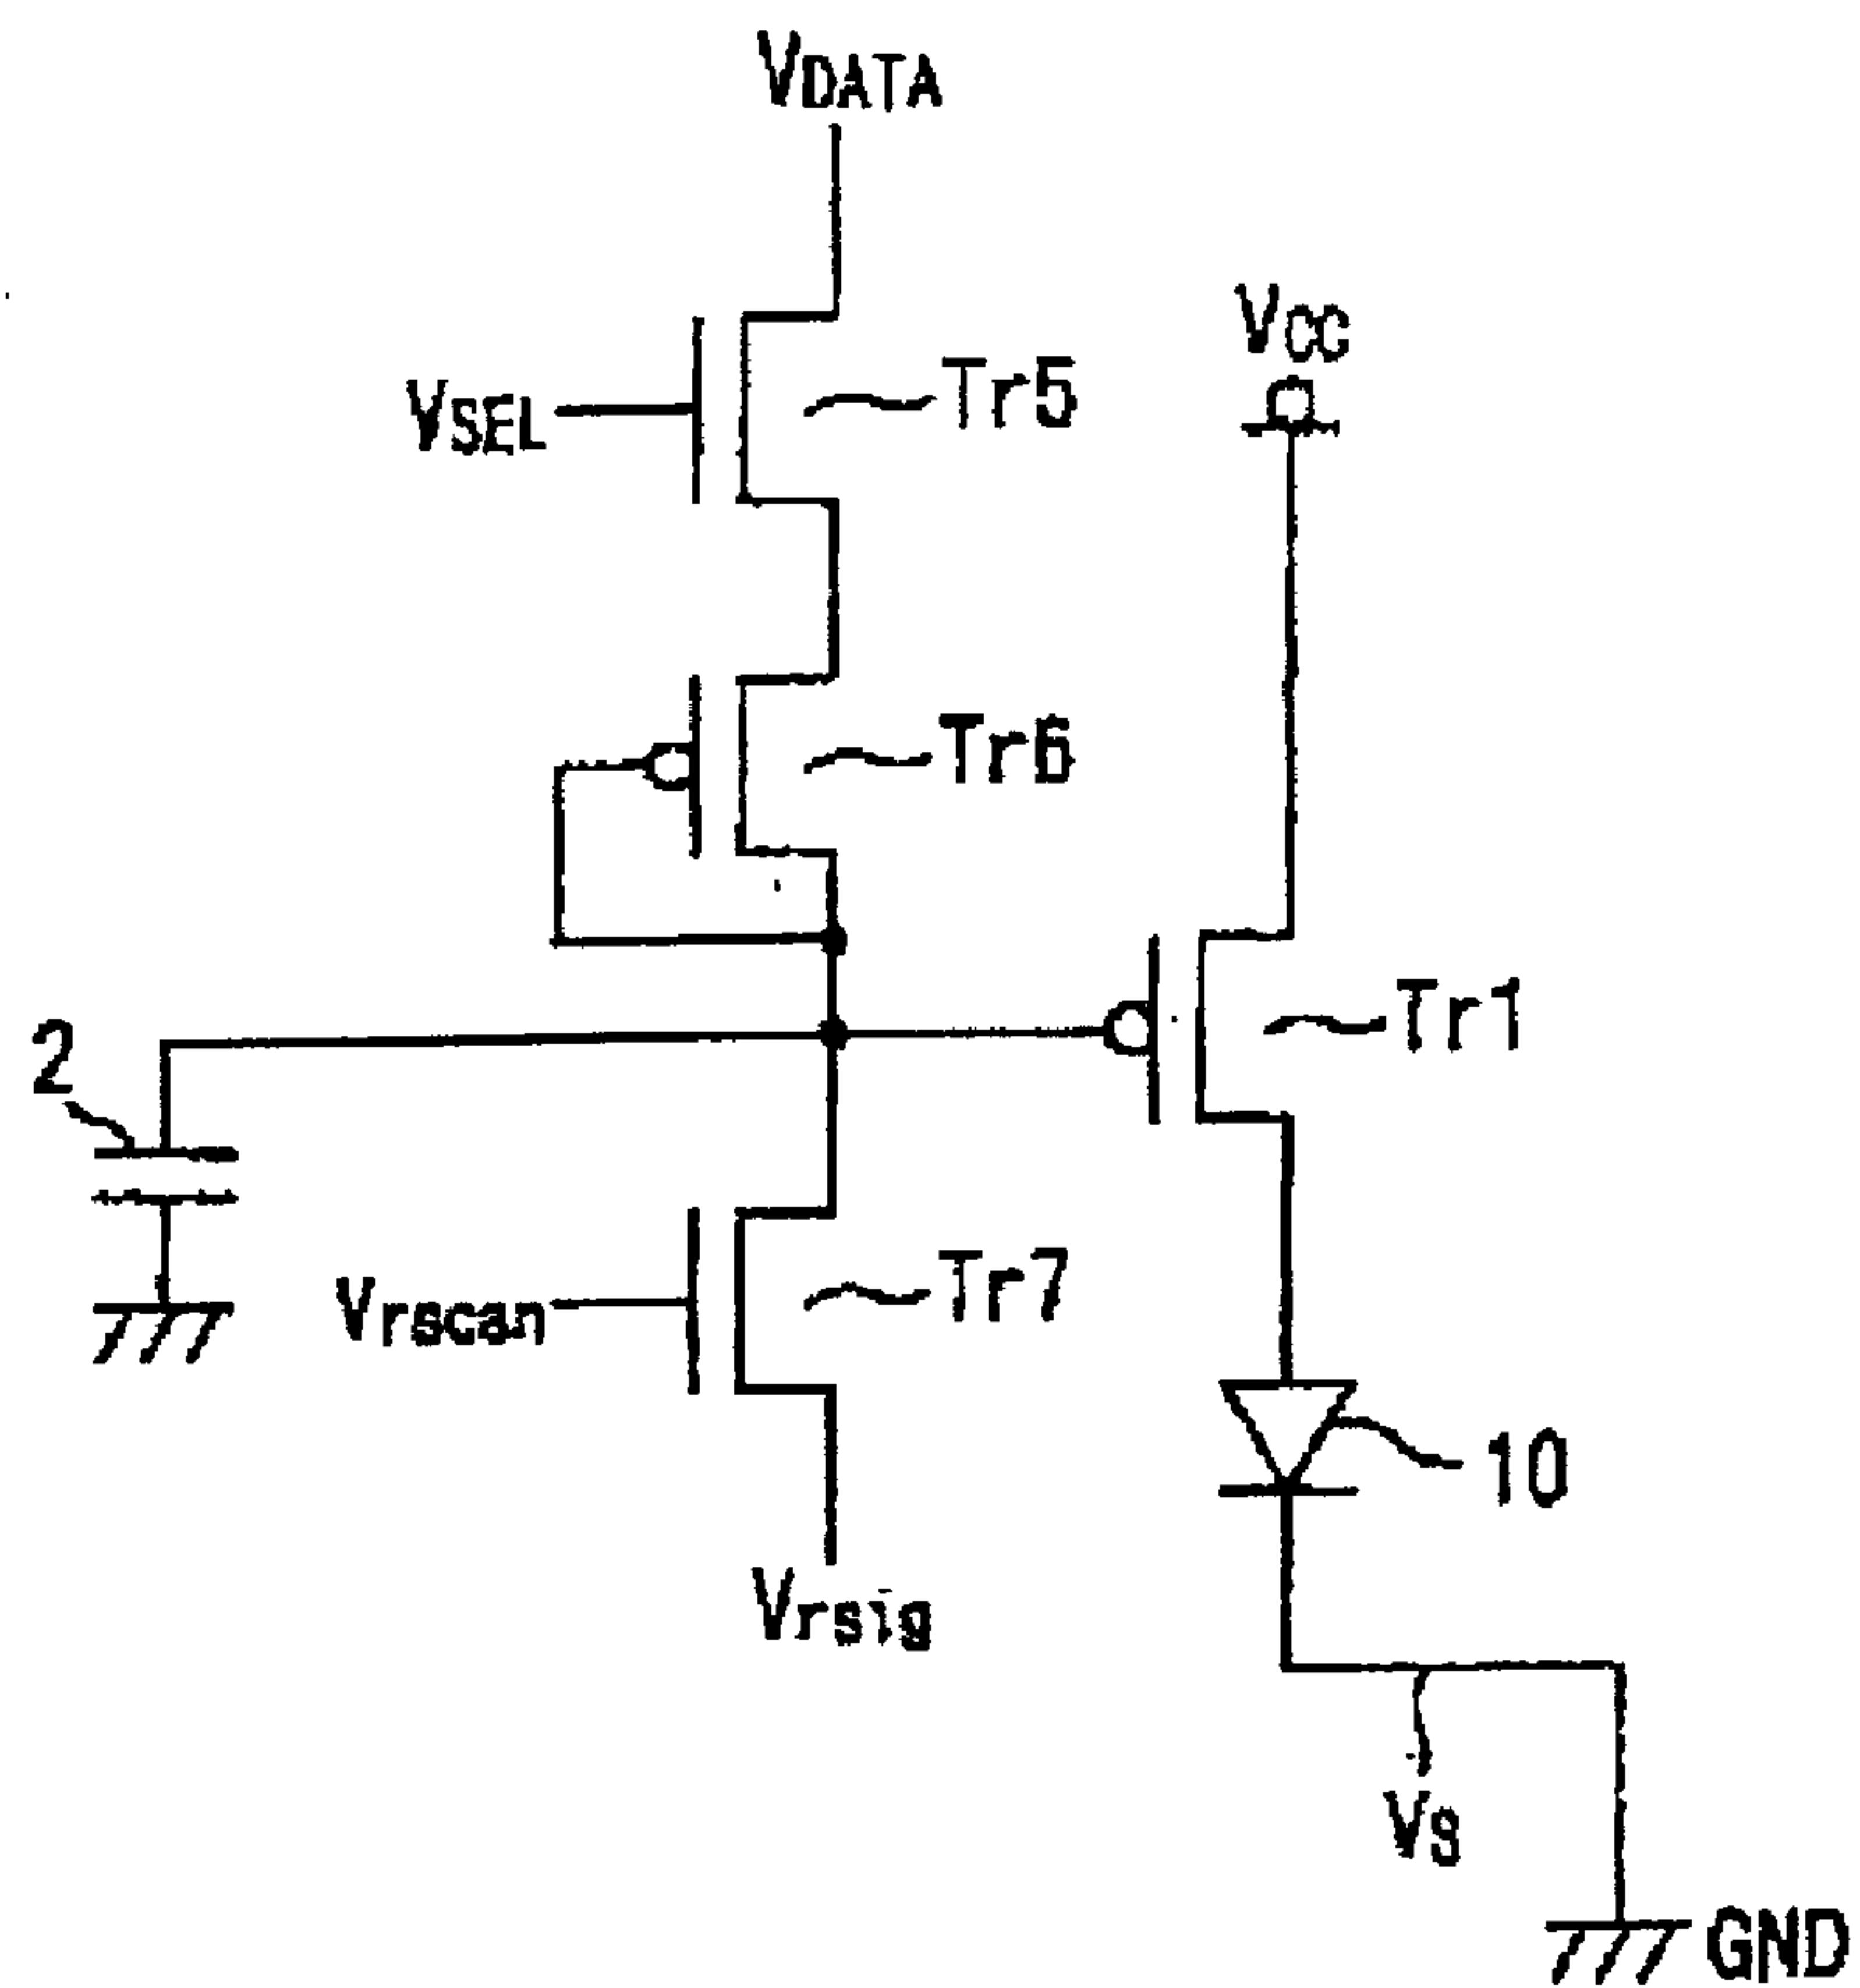 VDATA
VCC
VSEL
Tr5
Tr6
2
Tr1
Vrscan
Tr7
10
Vrsig
VS
GND